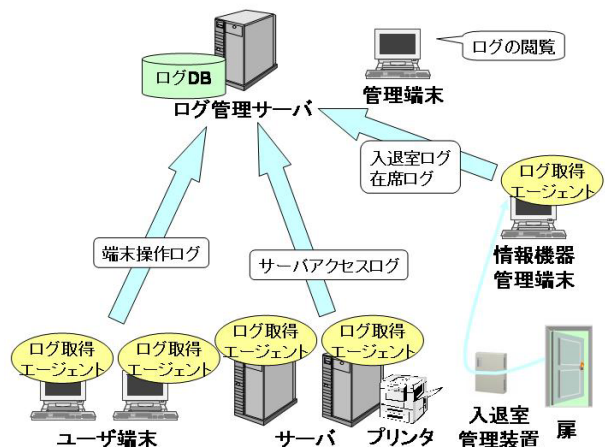 ログDB
ログ管理サーバ
ログの閲覧
管理端末
入退室ログ
在席ログ
ログ取得
エージェント
情報機器
管理端末
端末操作ログ
サーバアクセスログ
ログ取得
エージェント
ログ取得
エージェント
ログ取得
エージェント
ログ取得
エージェント
ユーザ端末
サーバ
プリンタ
入退室
管理装置
扉